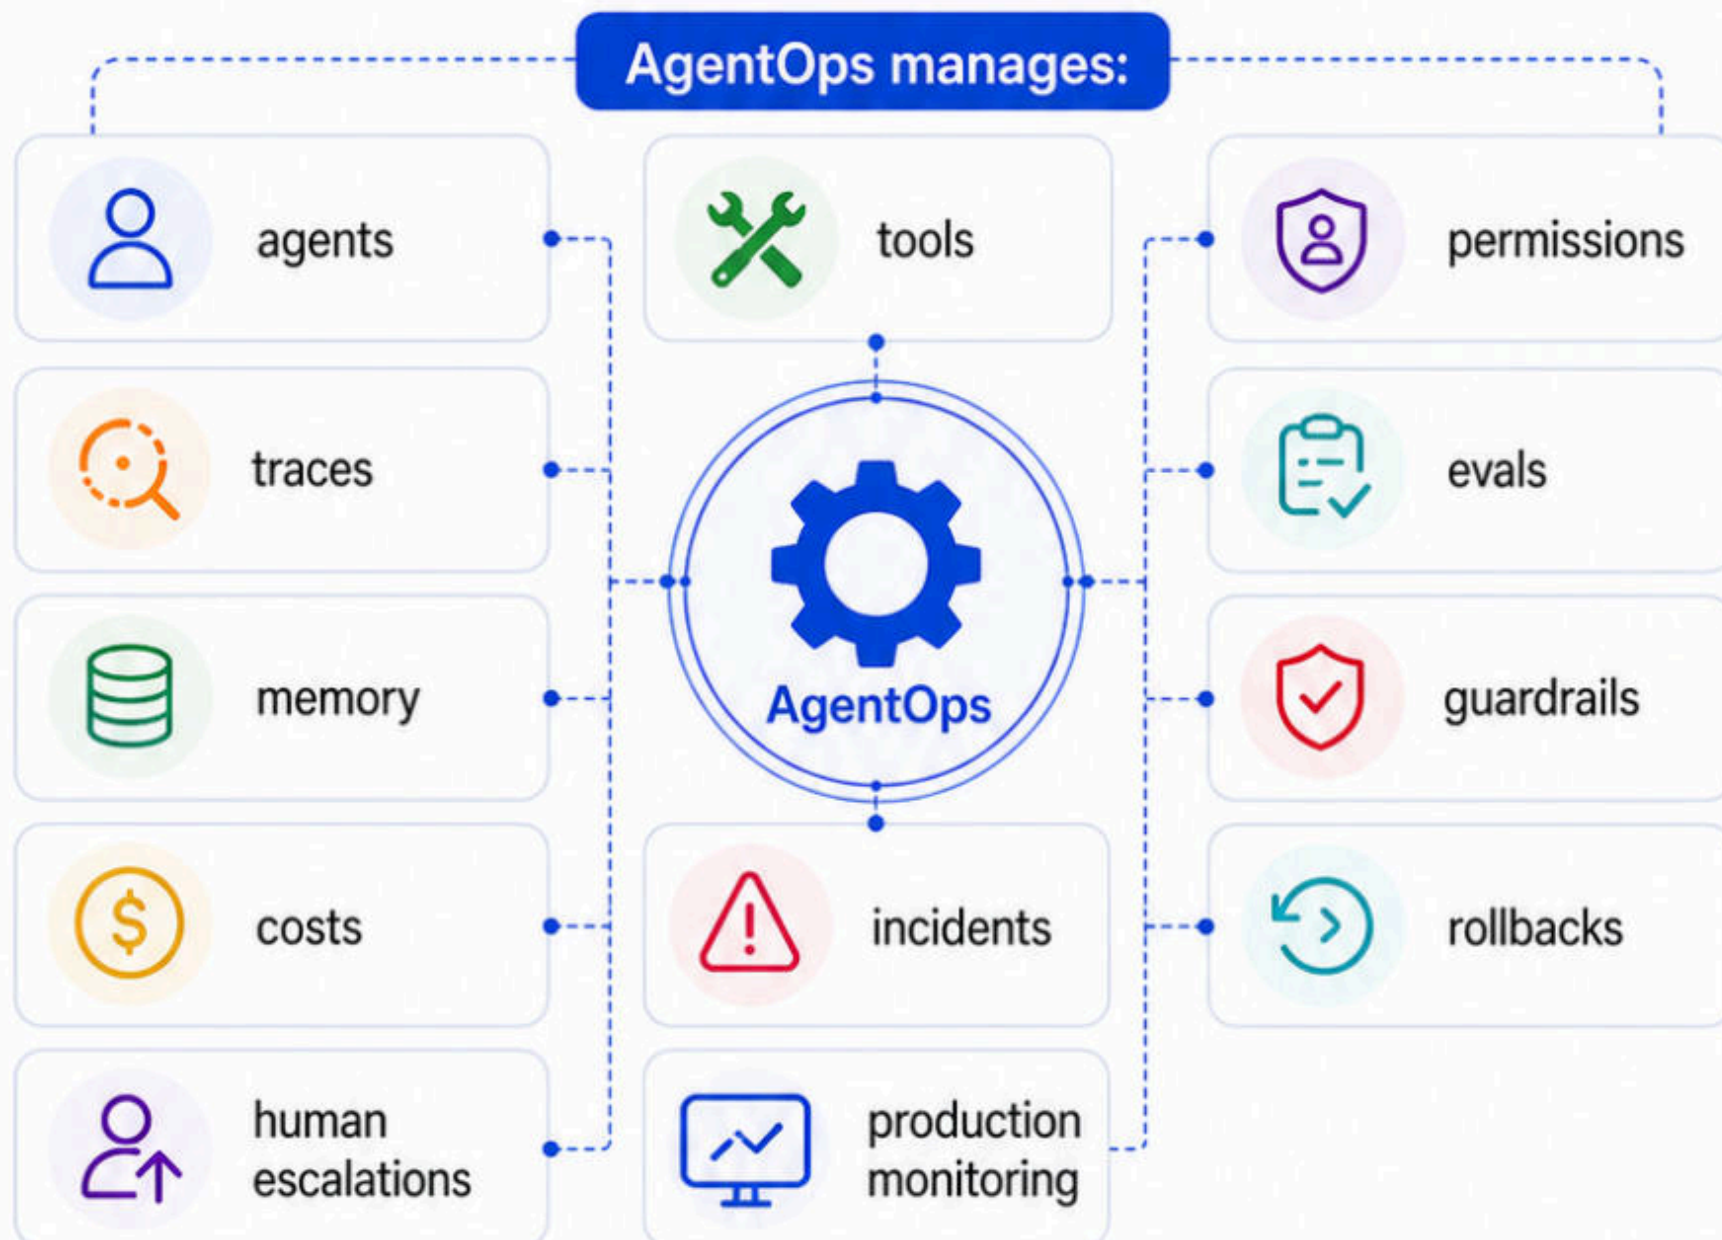 AgentOps manages:
agents
tools
permissions
traces
evals
memory
AgentOps
guardrails
costs
incidents
rollbacks
human
escalations
production
monitoring